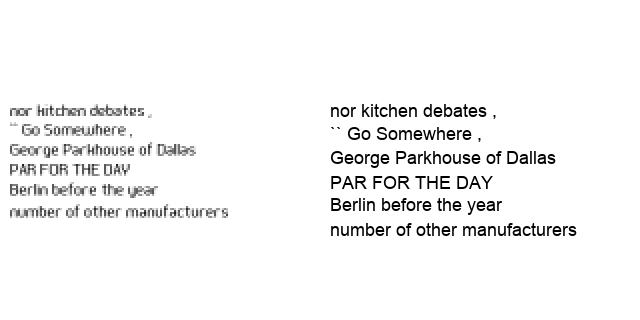 nor kitchen debates ,
`` Go Somewhere ,
George Parkhouse of Dallas
PAR FOR THE DAY
Berlin before the year
number of other manufacturers
nor kitchen debates ,
`` Go Somewhere ,
George Parkhouse of Dallas
PAR FOR THE DAY
Berlin before the year
number of other manufacturers